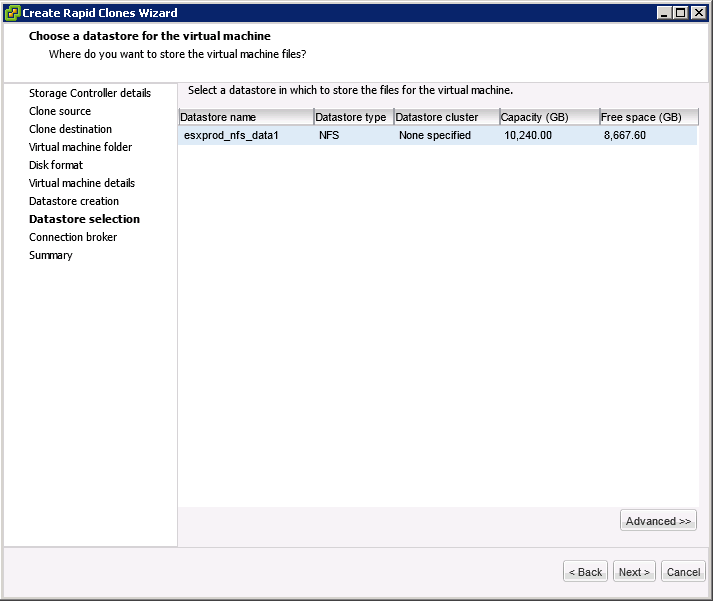 Create Rapid Clones Wizard
Choose a datastore for the virtual machine
Where do you want to store the virtual machine files?
Storage Controller details
Clone source
Clone destination
Virtual machine folder
Disk format
Virtual machine details
Datastore creation
Datastore selection
Connection broker
Summary
Select a datastore in which to store the files for the virtual machine.
Datastore name Datastore type Datastore cluster Capacity (GB) Free space (GB)
esxprod_nfs_data1 NFS None specified 10,240.00 8,667.60
Advanced >>
< Back Next > Cancel